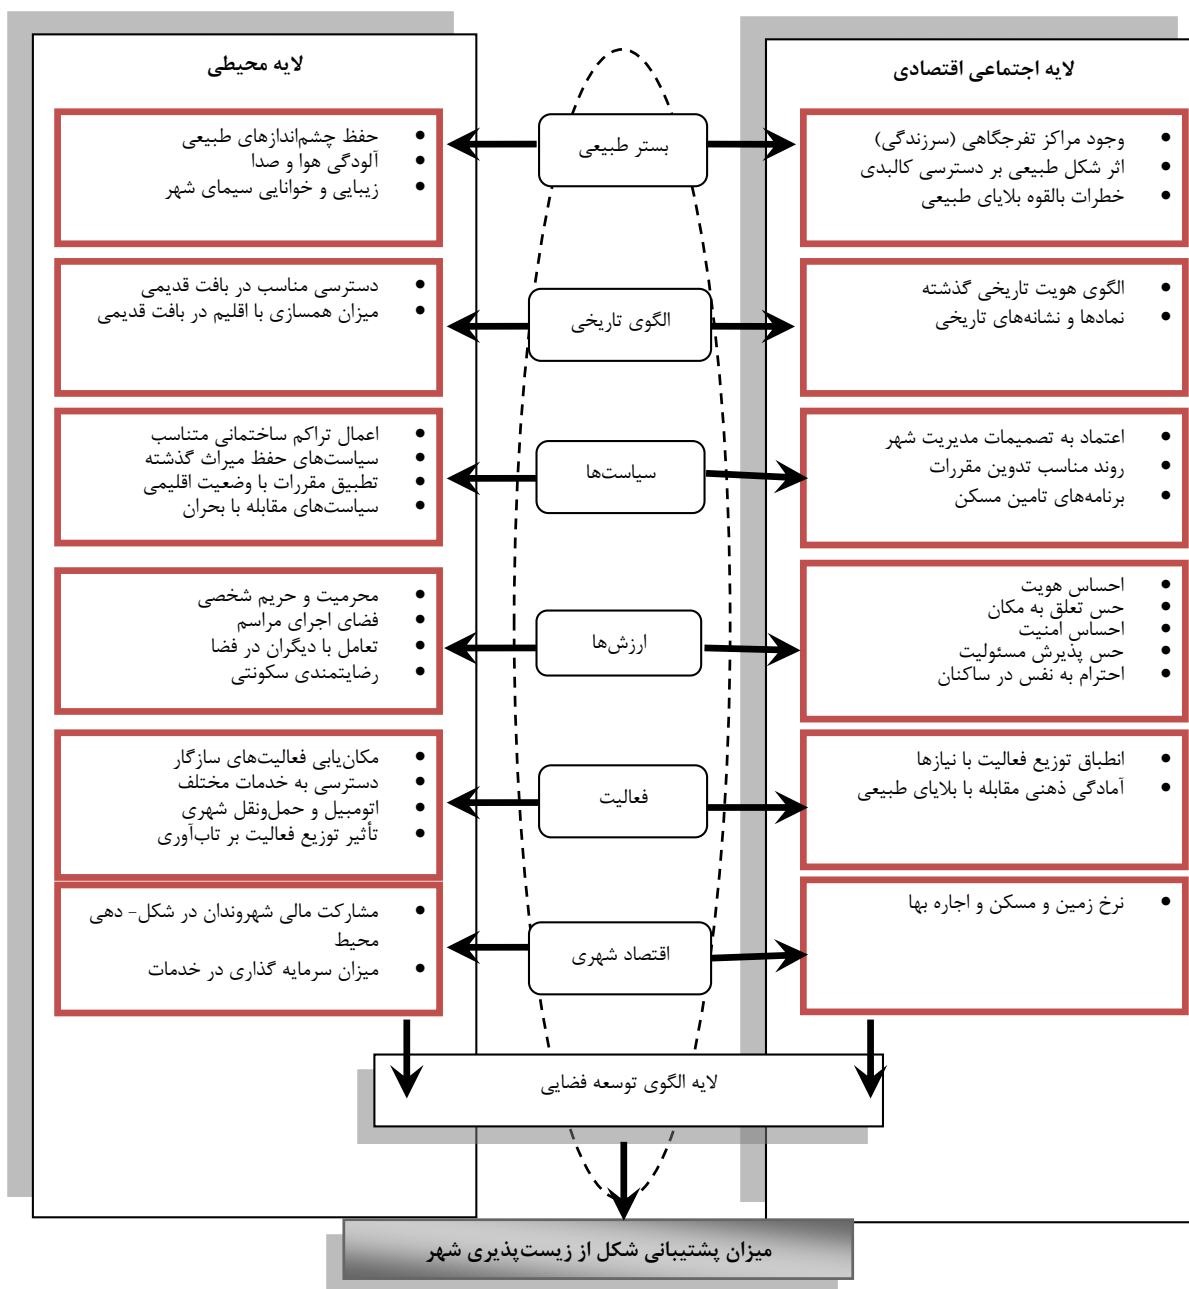 لایه اجتماعی اقتصادی
وجود مراکز تفرجگاهی (سرزندگی)
اثر شکل طبیعی بر دسترسی کالبدی
خطرات بالقوه بلایای طبیعی
الگوی هویت تاریخی گذشته
نمادها و نشانه‌های تاریخی
اعتماد به تصمیمات مدیریت شهر
روند مناسب تدوین مقررات
برنامه‌های تامین مسکن
احساس هویت
حس تعلق به مکان
احساس امنیت
حس پذیرش مسئولیت
احترام به نفس در ساکنان
انطباق توزیع فعالیت با نیازها
آمادگی ذهنی مقابله با بلایای طبیعی
نرخ زمین و مسکن و اجاره بها
بستر طبیعی
الگوی تاریخی
سیاست‌ها
ارزش‌ها
فعالیت
اقتصاد شهری
لایه محیطی
حفظ چشم‌اندازهای طبیعی
آلودگی هوا و صدا
زیبایی و خوانایی سیمای شهر
دسترسی مناسب در بافت قدیمی
میزان همسازی با اقلیم در بافت قدیمی
اعمال تراکم ساختمانی متناسب
سیاست‌های حفظ میراث گذشته
تطبیق مقررات با وضعیت اقلیمی
سیاست‌های مقابله با بحران
محرمیت و حریم شخصی
فضای اجرای مراسم
تعامل با دیگران در فضا
رضایتمندی سکونتی
مکان‌یابی فعالیت‌های سازگار
دسترسی به خدمات مختلف
اتومبیل و حمل‌ونقل شهری
تأثیر توزیع فعالیت بر تاب‌آوری
مشارکت مالی شهروندان در شکل- دهی
محیط
میزان سرمایه گذاری در خدمات
لایه الگوی توسعه فضایی
میزان پشتیبانی شکل از زیست‌پذیری شهر